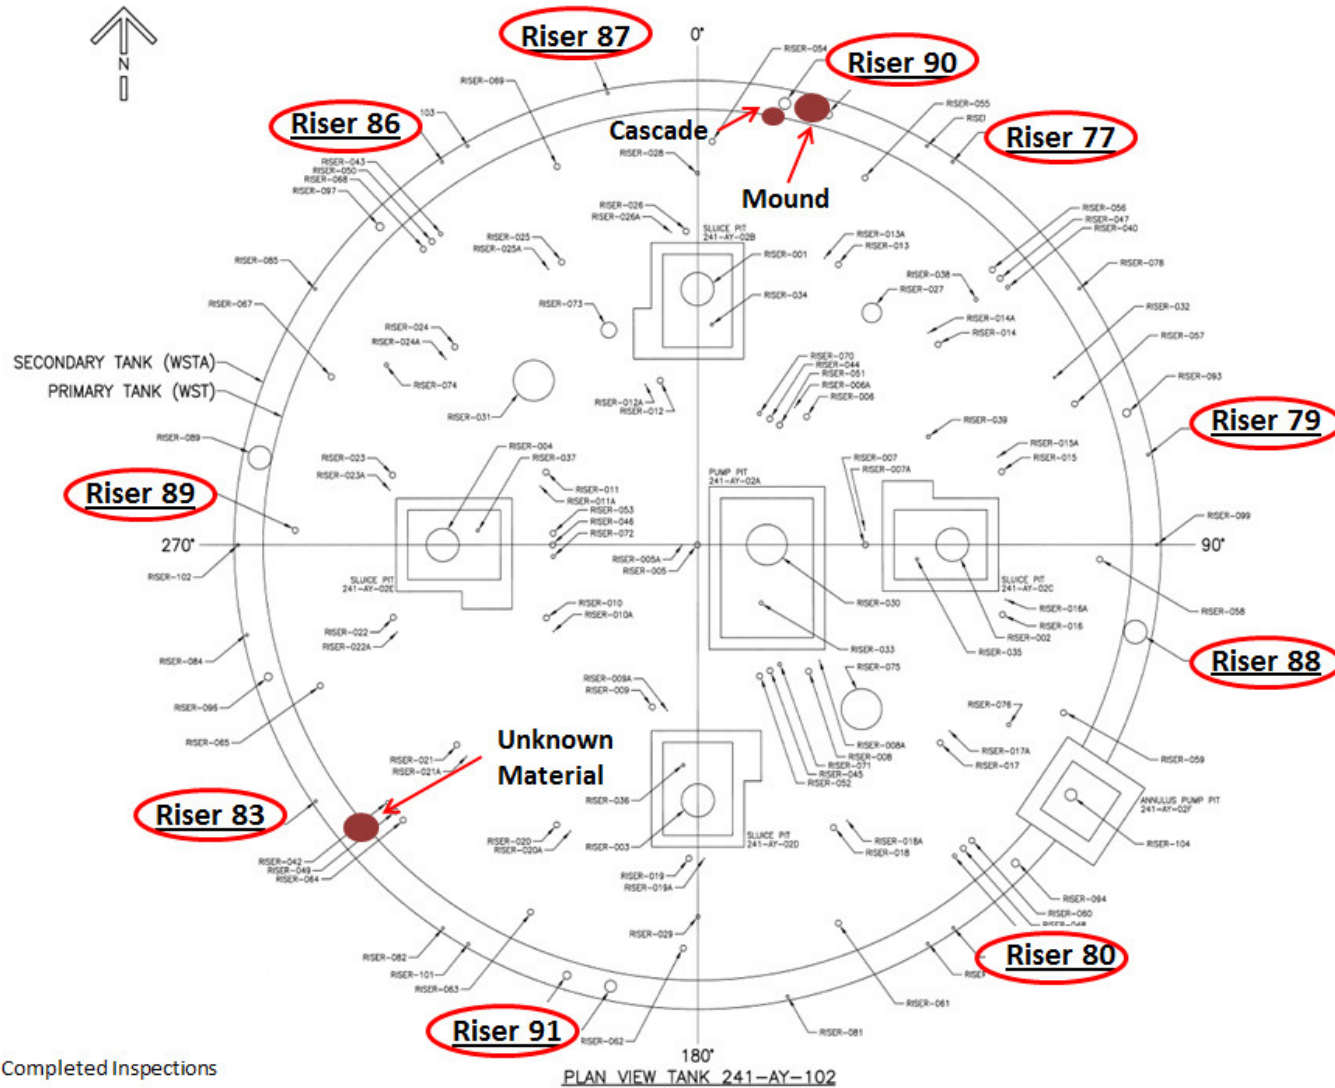 N
0°
Riser 87
Riser 90
Riser 86
Riser 77
RISER-054
RISER-069
103
RISER-055
RISE
Cascade
Mound
RISER-028
RISER-043
RISER-050
RISER-068
RISER-097
RISER-056
RISER-047
RISER-040
RISER-026
RISER-026A
SLUICE PIT
241-AY-02B
RISER-025
RISER-025A
RISER-013A
RISER-013
RISER-001
RISER-085
RISER-038
RISER-027
RISER-078
RISER-067
RISER-073
RISER-034
RISER-032
RISER-014A
RISER-014
RISER-057
RISER-024
RISER-024A
SECONDARY TANK (WSTA)
PRIMARY TANK (WST)
RISER-074
RISER-070
RISER-044
RISER-051
RISER-006A
RISER-006
RISER-093
RISER-031
RISER-012A
RISER-012
RISER-039
Riser 79
RISER-089
RISER-004
RISER-037
RISER-015A
RISER-015
RISER-023
RISER-023A
RISER-007
RISER-007A
PUMP PIT
241-AY-02A
Riser 89
RISER-011
RISER-011A
RISER-053
RISER-046
RISER-072
RISER-099
270°
90°
RISER-005A
RISER-005
RISER-102
SLUICE PIT
241-AY-02E
SLUICE PIT
241-AY-02C
RISER-030
RISER-058
RISER-010
RISER-010A
RISER-016A
RISER-016
RISER-002
RISER-035
RISER-022
RISER-022A
RISER-033
RISER-084
Riser 88
RISER-075
RISER-009A
RISER-009
RISER-096
RISER-076
RISER-065
RISER-021
RISER-021A
Unknown
Material
RISER-008A
RISER-008
RISER-071
RISER-045
RISER-052
RISER-017A
RISER-017
RISER-059
Riser 83
RISER-036
ANNULUS PUMP PIT
241-AY-02F
RISER-020
RISER-020A
RISER-003
SLUICE PIT
241-AY-02D
RISER-018A
RISER-018
RISER-104
RISER-042
RISER-049
RISER-064
RISER-019
RISER-019A
RISER-094
RISER-060
RISER-048
RISER-029
RISER-082
RISER-101
RISER-063
Riser 80
RISER
RISER-061
Riser 91
RISER-062
RISER-081
180°
Completed Inspections
PLAN VIEW TANK 241-AY-102